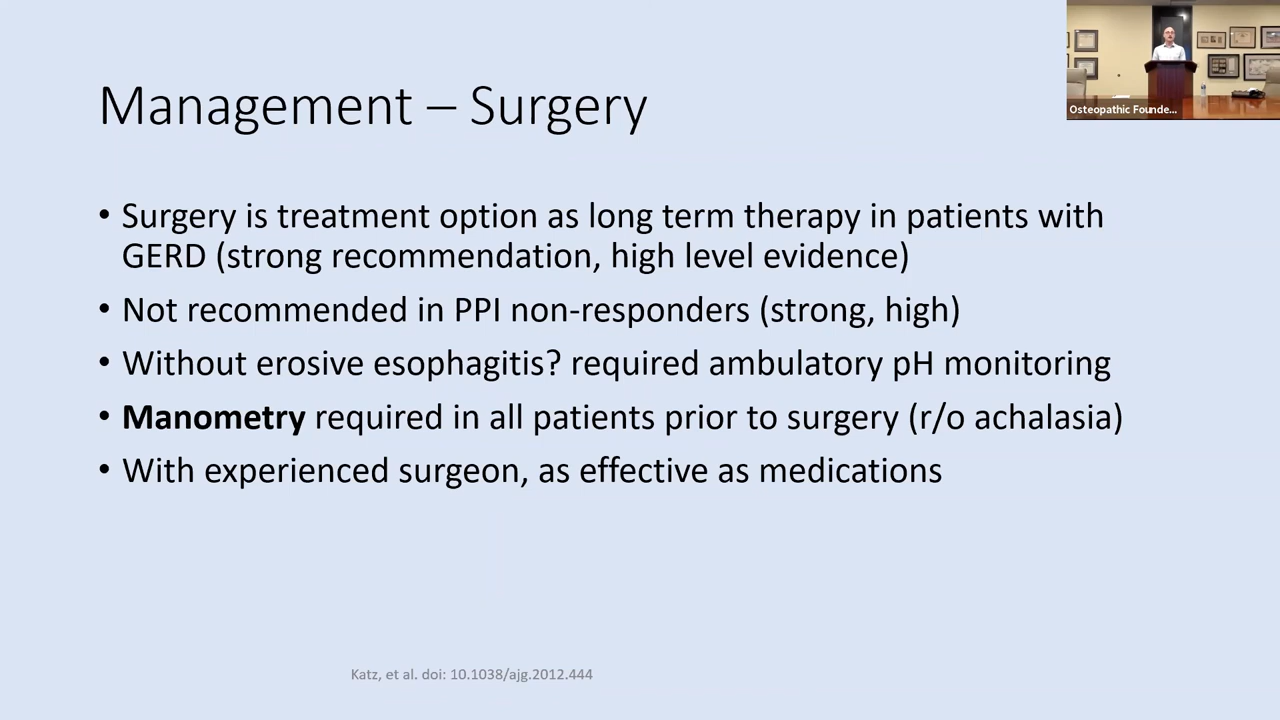 Osteopathic Founde...
Management – Surgery
• Surgery is treatment option as long term therapy in patients with
GERD (strong recommendation, high level evidence)
• Not recommended in PPI non-responders (strong, high)
• Without erosive esophagitis? required ambulatory pH monitoring
• Manometry required in all patients prior to surgery (r/o achalasia)
• With experienced surgeon, as effective as medications
Katz, et al. doi: 10.1038/ajg.2012.444